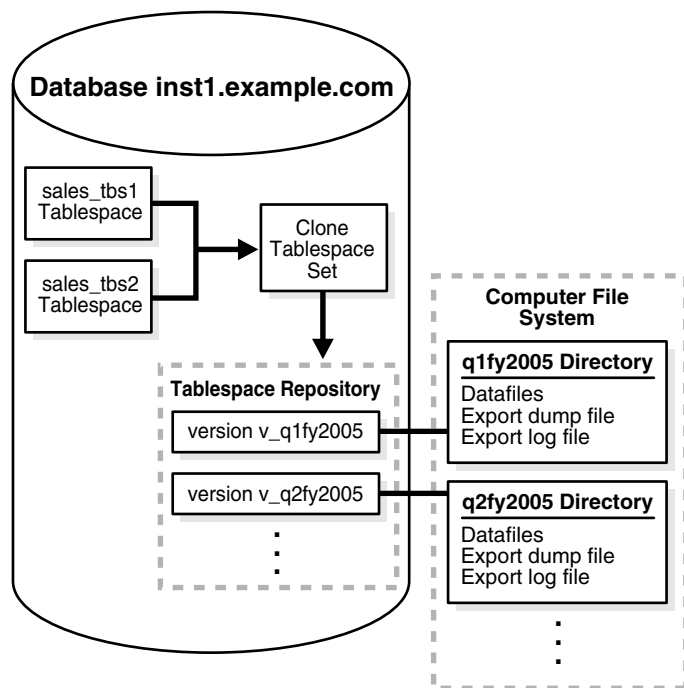 Database inst1.example.com
sales_tbs1
Tablespace
sales_tbs2
Tablespace
Clone
Tablespace
Set
Tablespace Repository
version v_q1fy2005
version v_q2fy2005
Computer File
System
q1fy2005 Directory
Datafiles
Export dump file
Export log file
q2fy2005 Directory
Datafiles
Export dump file
Export log file